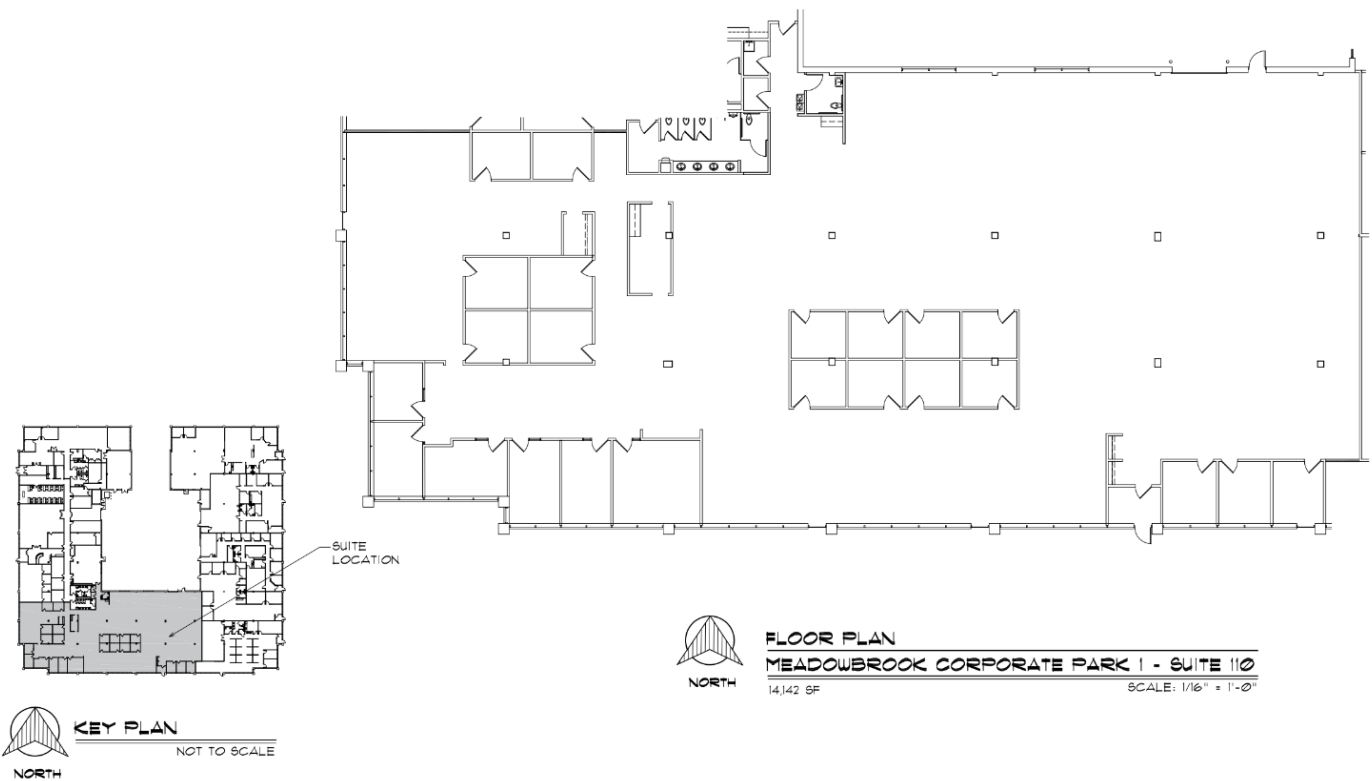 SUITE
LOCATION
FLOOR PLAN
MEADOWBROOK CORPORATE PARK 1 - SUITE 110
14,142 SF
SCALE: 1/16" = 1'-0"
NORTH
KEY PLAN
NOT TO SCALE
NORTH